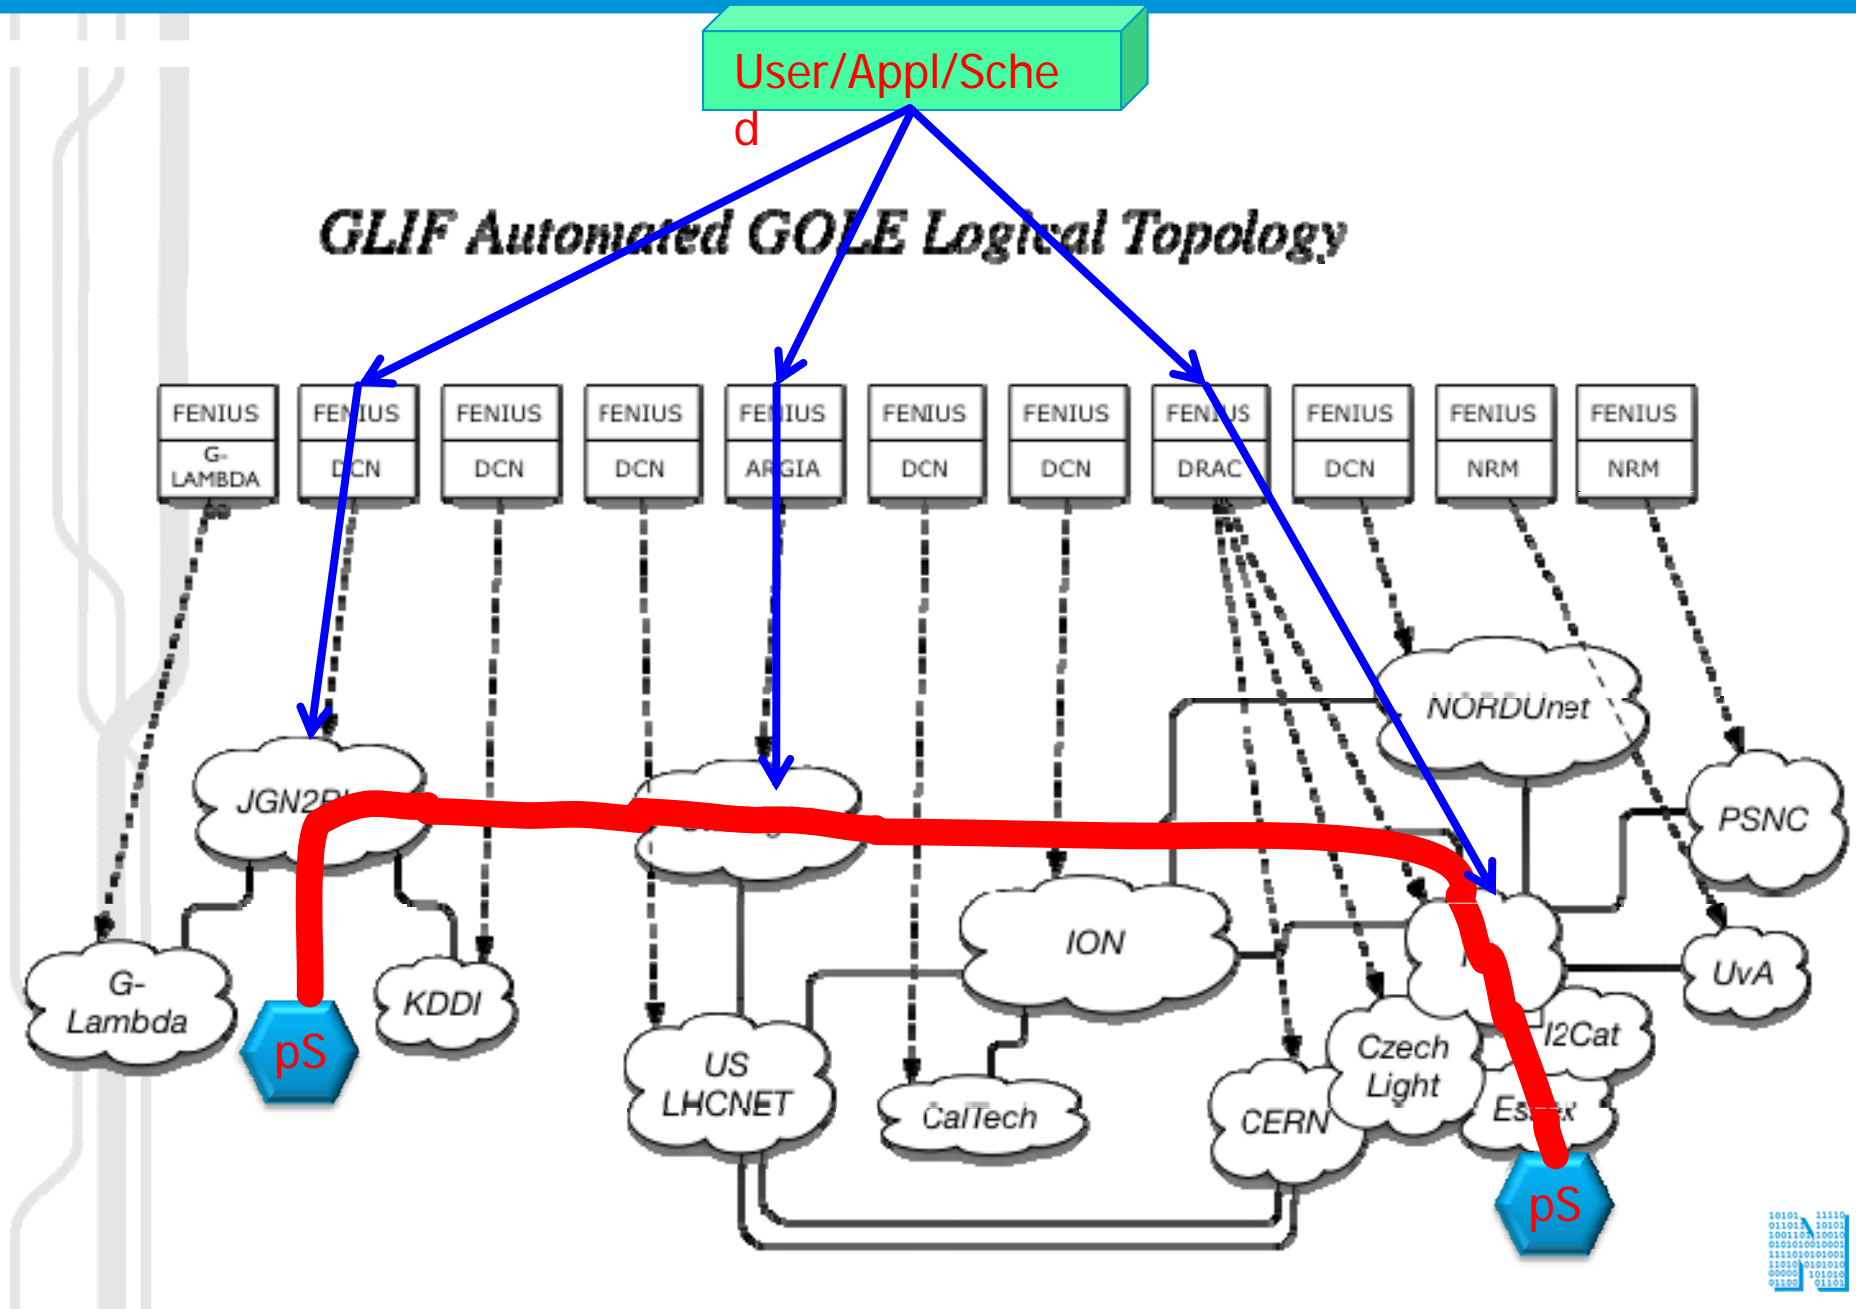 User/Appl/Sche
d
GLIF Automated GOLE Logical Topology
FENIUS
G-
LAMBDA
FENIUS
DCN
FENIUS
DCN
FENIUS
DCN
FENIUS
ARGIA
FENIUS
DCN
FENIUS
DCN
FENIUS
DRAC
FENIUS
DCN
FENIUS
NRM
FENIUS
NRM
NORDUnet
PSNC
ION
UvA
G-
Lambda
KDDI
pS
US
LHCNET
CalTech
CERN
Czech
Light
I2Cat
Essex
pS